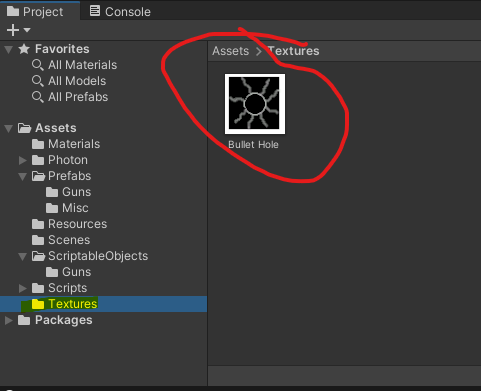 Project
Console
Favorites
All Materials
All Models
All Prefabs
Assets
Materials
Photon
Prefabs
Guns
Misc
Resources
Scenes
ScriptableObjects
Guns
Scripts
Textures
Packages
Assets > Textures
Bullet Hole